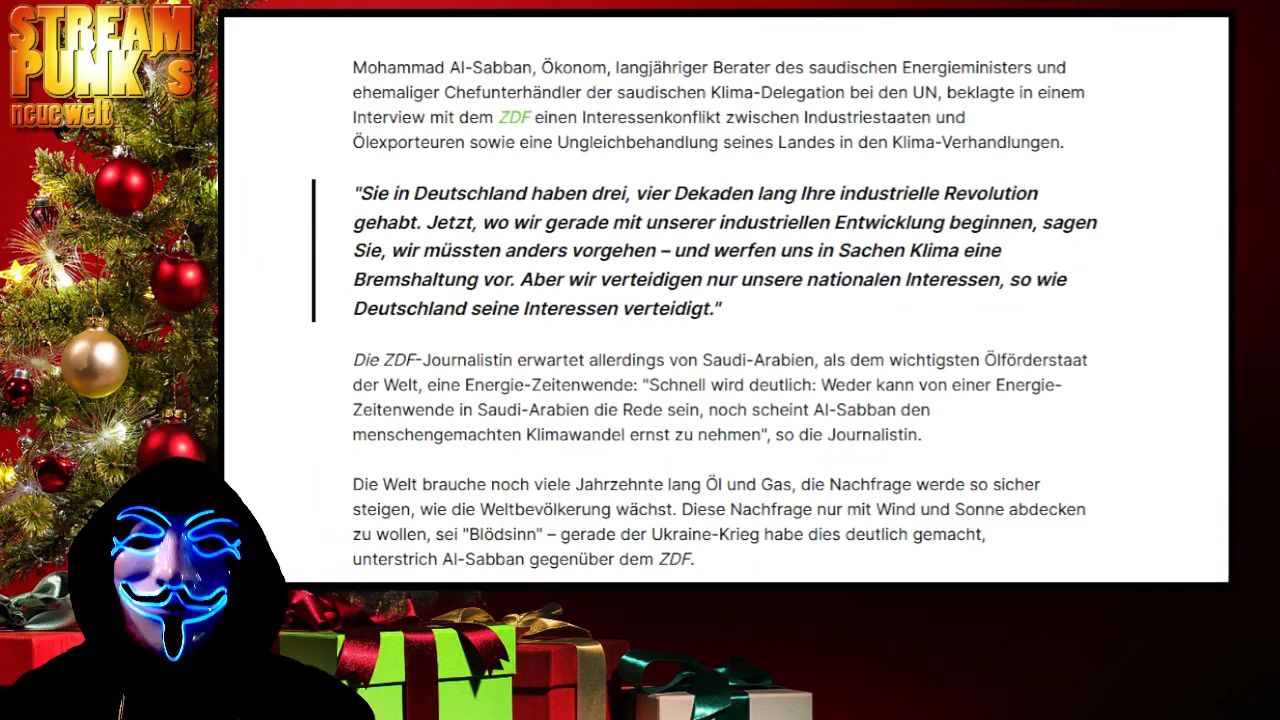 STREAM
PUNK´s
neue welt
Mohammad Al-Sabban, Ökonom, langjähriger Berater des saudischen Energieministers und
ehemaliger Chefunterhändler der saudischen Klima-Delegation bei den UN, beklagte in einem
Interview mit dem ZDF einen Interessenkonflikt zwischen Industriestaaten und
Ölexporteuren sowie eine Ungleichbehandlung seines Landes in den Klima-Verhandlungen.
"Sie in Deutschland haben drei, vier Dekaden lang Ihre industrielle Revolution
gehabt. Jetzt, wo wir gerade mit unserer industriellen Entwicklung beginnen, sagen
Sie, wir müssten anders vorgehen – und werfen uns in Sachen Klima eine
Bremshaltung vor. Aber wir verteidigen nur unsere nationalen Interessen, so wie
Deutschland seine Interessen verteidigt."
Die ZDF-Journalistin erwartet allerdings von Saudi-Arabien, als dem wichtigsten Ölförderstaat
der Welt, eine Energie-Zeitenwende: "Schnell wird deutlich: Weder kann von einer Energie-
Zeitenwende in Saudi-Arabien die Rede sein, noch scheint Al-Sabban den
menschengemachten Klimawandel ernst zu nehmen", so die Journalistin.
Die Welt brauche noch viele Jahrzehnte lang Öl und Gas, die Nachfrage werde so sicher
steigen, wie die Weltbevölkerung wächst. Diese Nachfrage nur mit Wind und Sonne abdecken
zu wollen, sei "Blödsinn" – gerade der Ukraine-Krieg habe dies deutlich gemacht,
unterstrich Al-Sabban gegenüber dem ZDF.